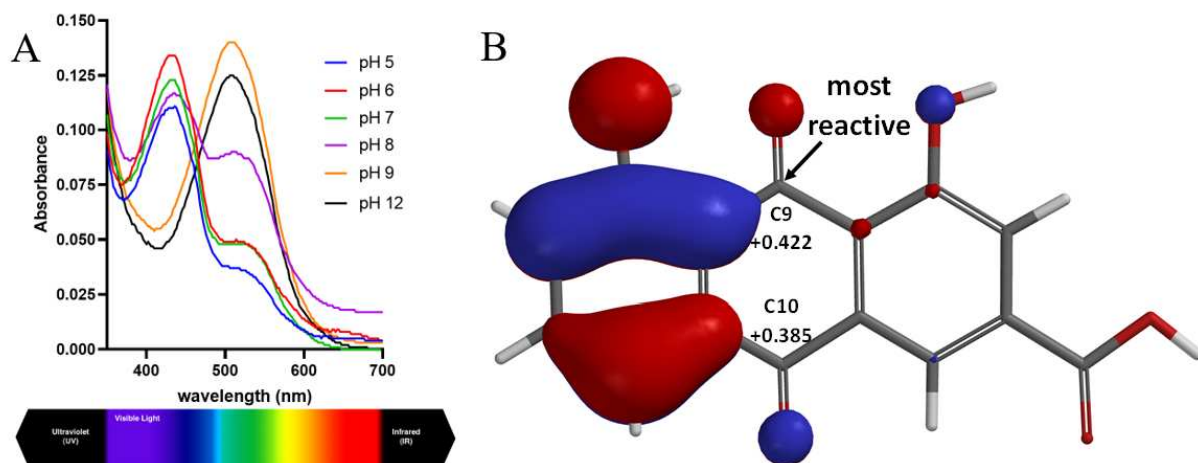 A
0.150
0.125
0.100
0.075
0.050
0.025
0.000
Absorbance
400
500
600
700
wavelength (nm)
pH 5
pH 6
pH 7
pH 8
pH 9
pH 12
Ultraviolet
(UV)
Visible Light
Infrared
(IR)
B
most
reactive
C9
+0.422
C10
+0.385